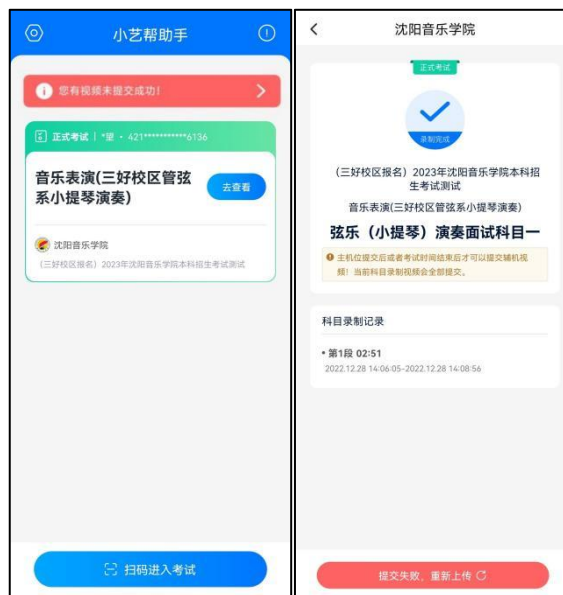 小艺帮助手
您有视频未提交成功!
正式考试 | *望 · 421***********6136
音乐表演(三好校区管弦
系小提琴演奏)
去查看
沈阳音乐学院
(三好校区报名) 2023年沈阳音乐学院本科招生考试测试
扫码进入考试
沈阳音乐学院
正式考试
录制完成
(三好校区报名) 2023年沈阳音乐学院本科招
生考试测试
音乐表演(三好校区管弦系小提琴演奏)
弦乐(小提琴)演奏面试科目一
主机位提交后或者考试时间结束后才可以提交辅机视
频! 当前科目录制视频会全部提交。
科目录制记录
• 第1段 02:51
2022.12.28 14:06:05-2022.12.28 14:08:56
提交失败,重新上传